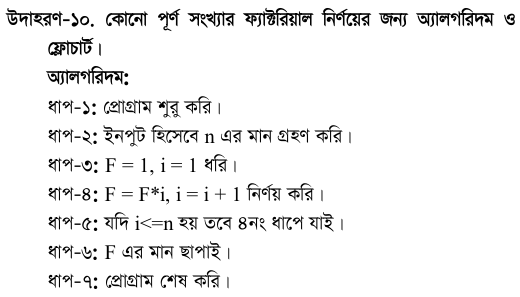 উদাহরণ-১০. কোনো পূর্ণ সংখ্যার ফ্যাক্টরিয়াল নির্ণয়ের জন্য অ্যালগরিদম ও
ফ্লোচার্ট।
অ্যালগরিদম:
ধাপ-১: প্রোগ্রাম শুরু করি।
ধাপ-২: ইনপুট হিসেবে n এর মান গ্রহণ করি।
ধাপ-৩: F = 1, i = 1 ধরি।
ধাপ-৪: F = F*i, i = i + 1 নির্ণয় করি।
ধাপ-৫: যদি i<=n হয় তবে ৪নং ধাপে যাই।
ধাপ-৬: F এর মান ছাপাই।
ধাপ-৭: প্রোগ্রাম শেষ করি।